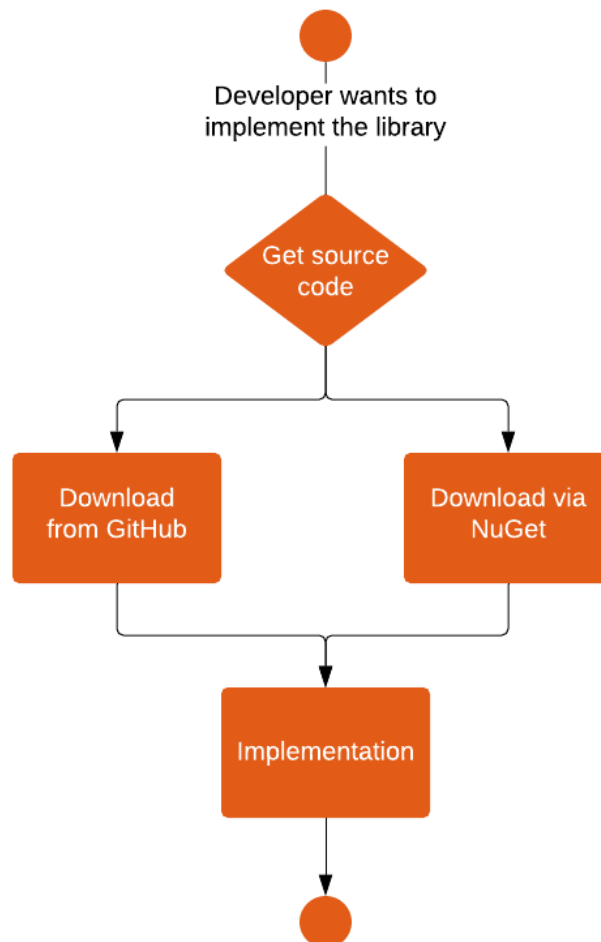 Developer wants to
implement the library
Get source
code
Download
from GitHub
Download via
NuGet
Implementation